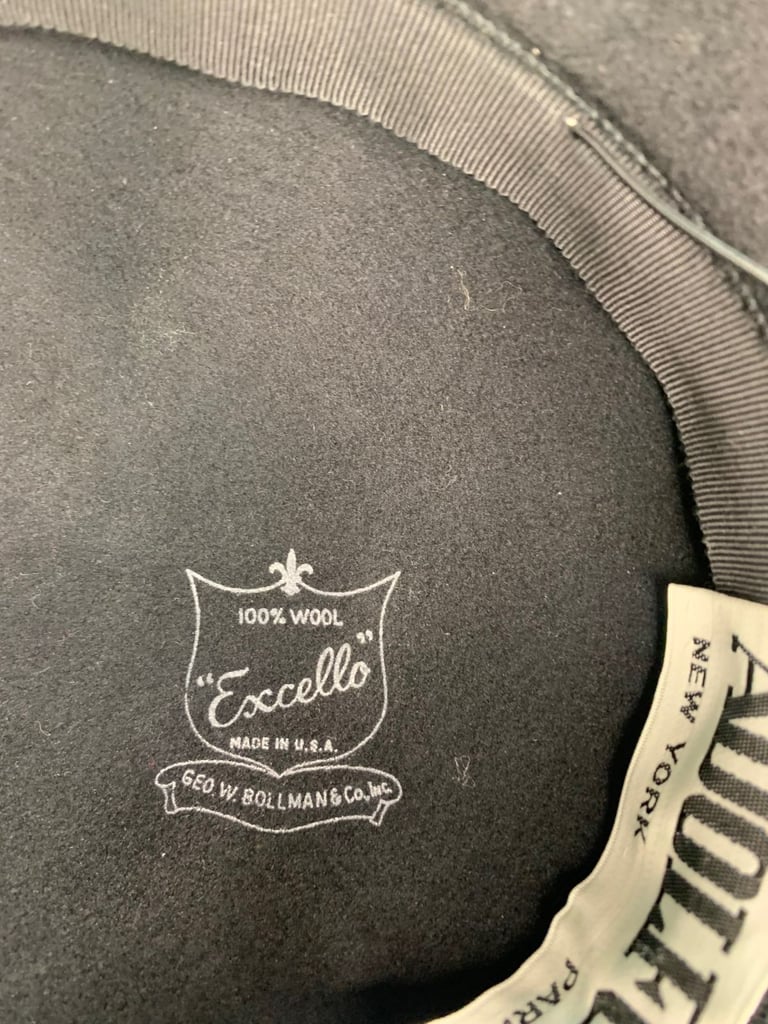 100% WOOL
"Excello"
MADE IN U.S.A.
GEO. W. BOLLMAN & Co., Inc.
NEW YORK